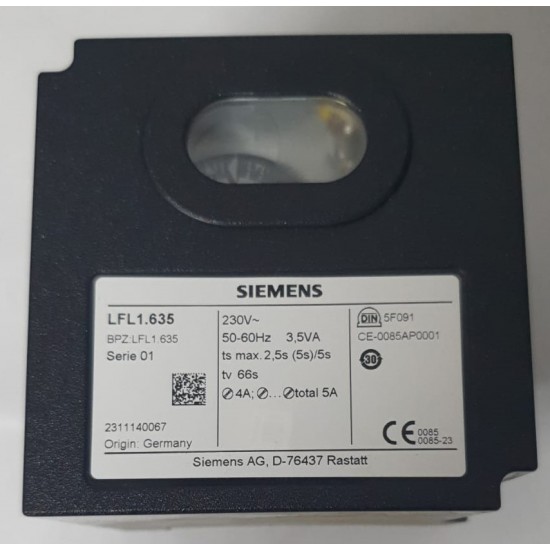 SIEMENS
LFL1.635
BPZ:LFL1.635
Serie 01
2311140067
Origin: Germany
230V~
50-60Hz 3,5VA
ts max. 2,5s (5s)/5s
tv 66s
⊘4A; ⊘...⊘total 5A
DIN 5F091
CE-0085AP0001
30
CE 0085
0085-23
Siemens AG, D-76437 Rastatt